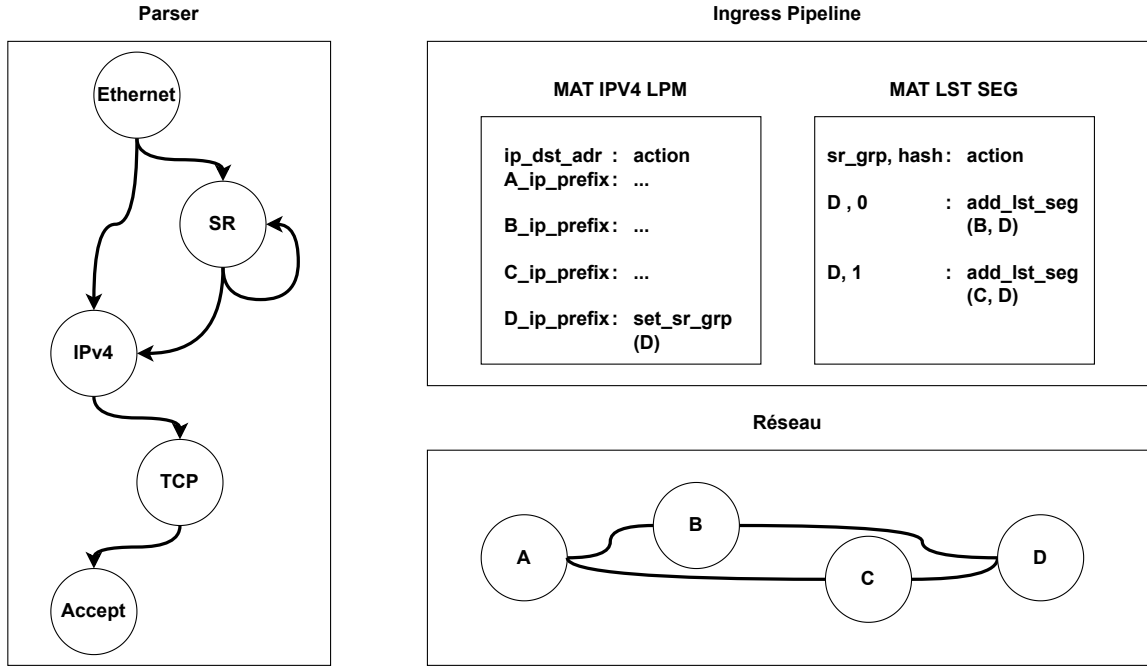 Parser
Ethernet
SR
IPv4
TCP
Accept
Ingress Pipeline
MAT IPV4 LPM
ip_dst_adr : action
A_ip_prefix: ...
B_ip_prefix: ...
C_ip_prefix: ...
D_ip_prefix: set_sr_grp
(D)
MAT LST SEG
sr_grp, hash: action
D , 0 : add_lst_seg
(B, D)
D, 1 : add_lst_seg
(C, D)
Réseau
A
B
C
D